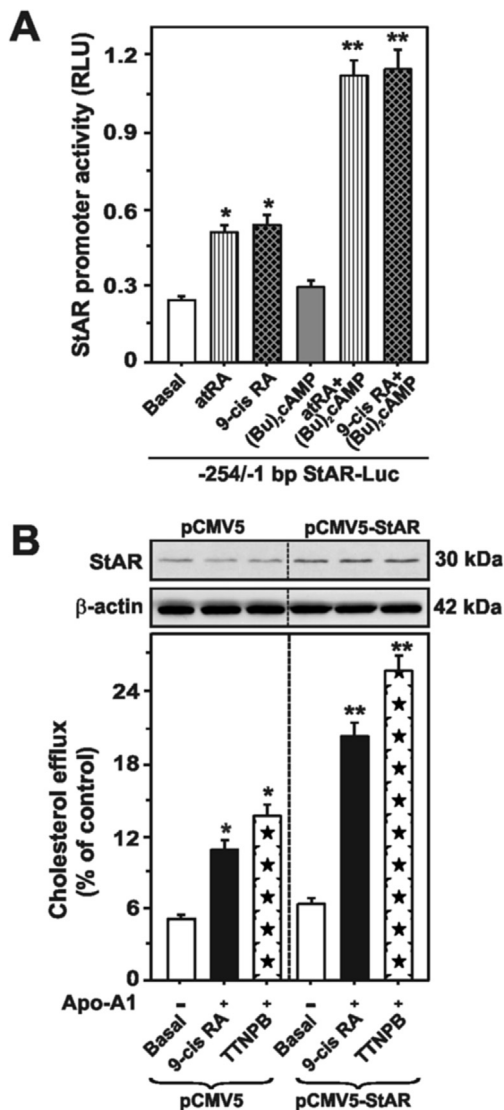 A
StAR promoter activity (RLU)
1.2
0.9
0.6
0.3
0
* * ** **
Basal
atRA
9-cis RA
(Bu)₂cAMP
atRA+
(Bu)₂cAMP
9-cis RA+
(Bu)₂cAMP
-254/-1 bp StAR-Luc
B
pCMV5 pCMV5-StAR
StAR 30 kDa
β-actin 42 kDa
Cholesterol efflux
(% of control)
24
18
12
6
0
* * ** **
Apo-A1 - + + - + +
Basal
9-cis RA
TTNPB
Basal
9-cis RA
TTNPB
pCMV5 pCMV5-StAR